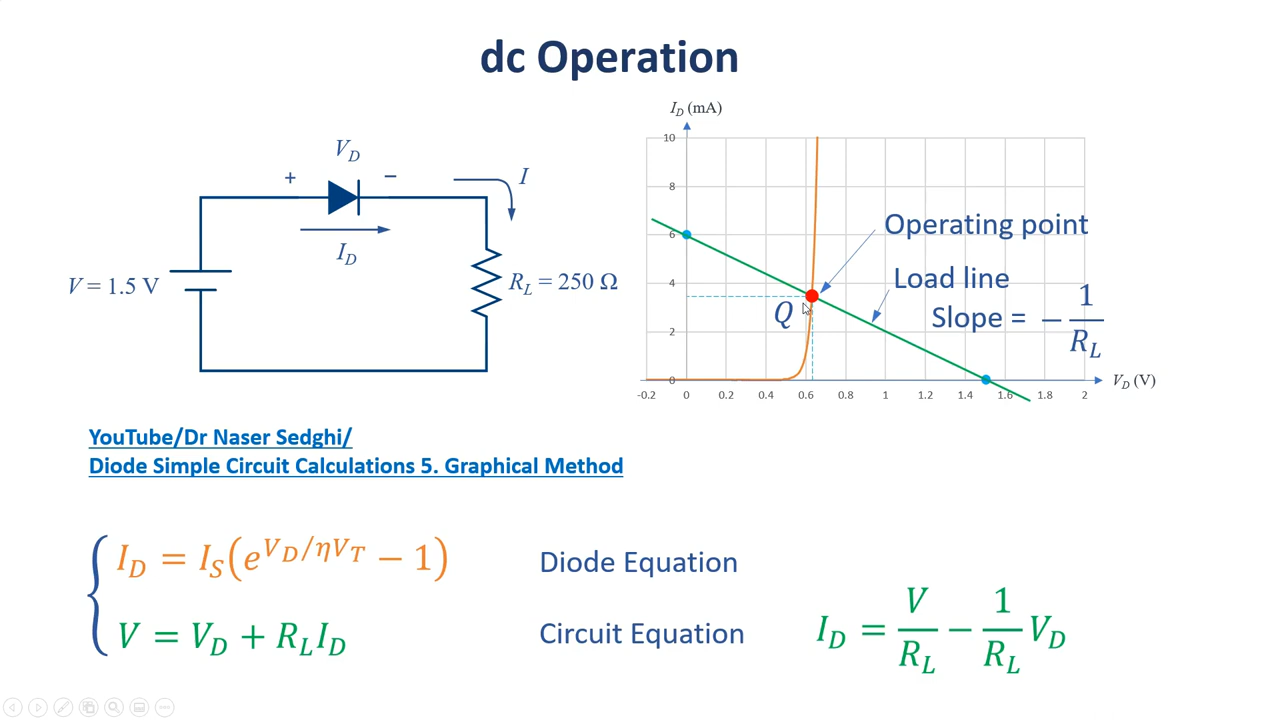 dc Operation
V_D
+ −
I
I_D
V = 1.5 V
R_L = 250 Ω
I_D (mA)
10
8
6
4
2
0
-0.2 0 0.2 0.4 0.6 0.8 1 1.2 1.4 1.6 1.8 2
V_D (V)
Operating point
Load line
Slope = − 1/R_L
Q
YouTube/Dr Naser Sedghi/
Diode Simple Circuit Calculations 5. Graphical Method
I_D = I_S(e^{V_D/ηV_T} − 1)
Diode Equation
V = V_D + R_L I_D
Circuit Equation
I_D = V/R_L − 1/R_L V_D